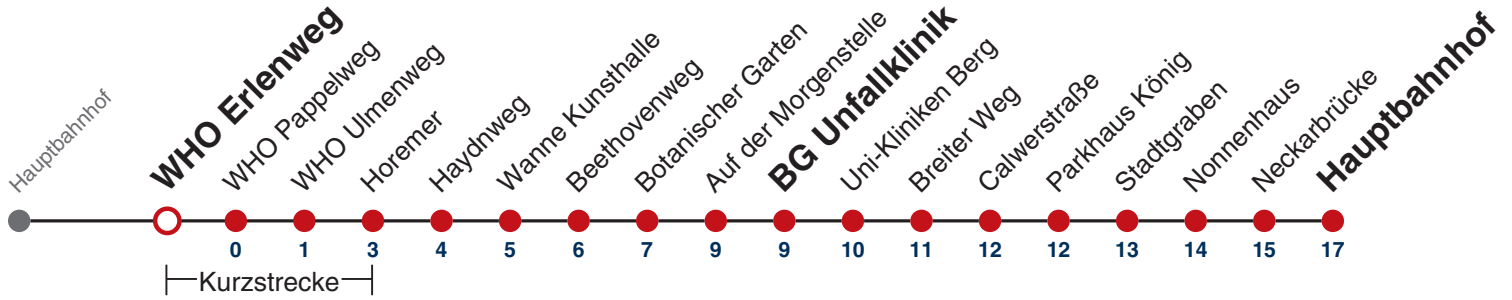 Hauptbahnhof
WHO Erlenweg
WHO Pappelweg
WHO Ulmenweg
Horemer
Haydnweg
Wanne Kunsthalle
Beethovenweg
Botanischer Garten
Auf der Morgenstelle
BG Unfallklinik
Uni-Kliniken Berg
Breiter Weg
Calwerstraße
Parkhaus König
Stadtgraben
Nonnenhaus
Neckarbrücke
Hauptbahnhof
0 1 3 4 5 6 7 9 9 10 11 12 12 13 14 15 17
Kurzstrecke